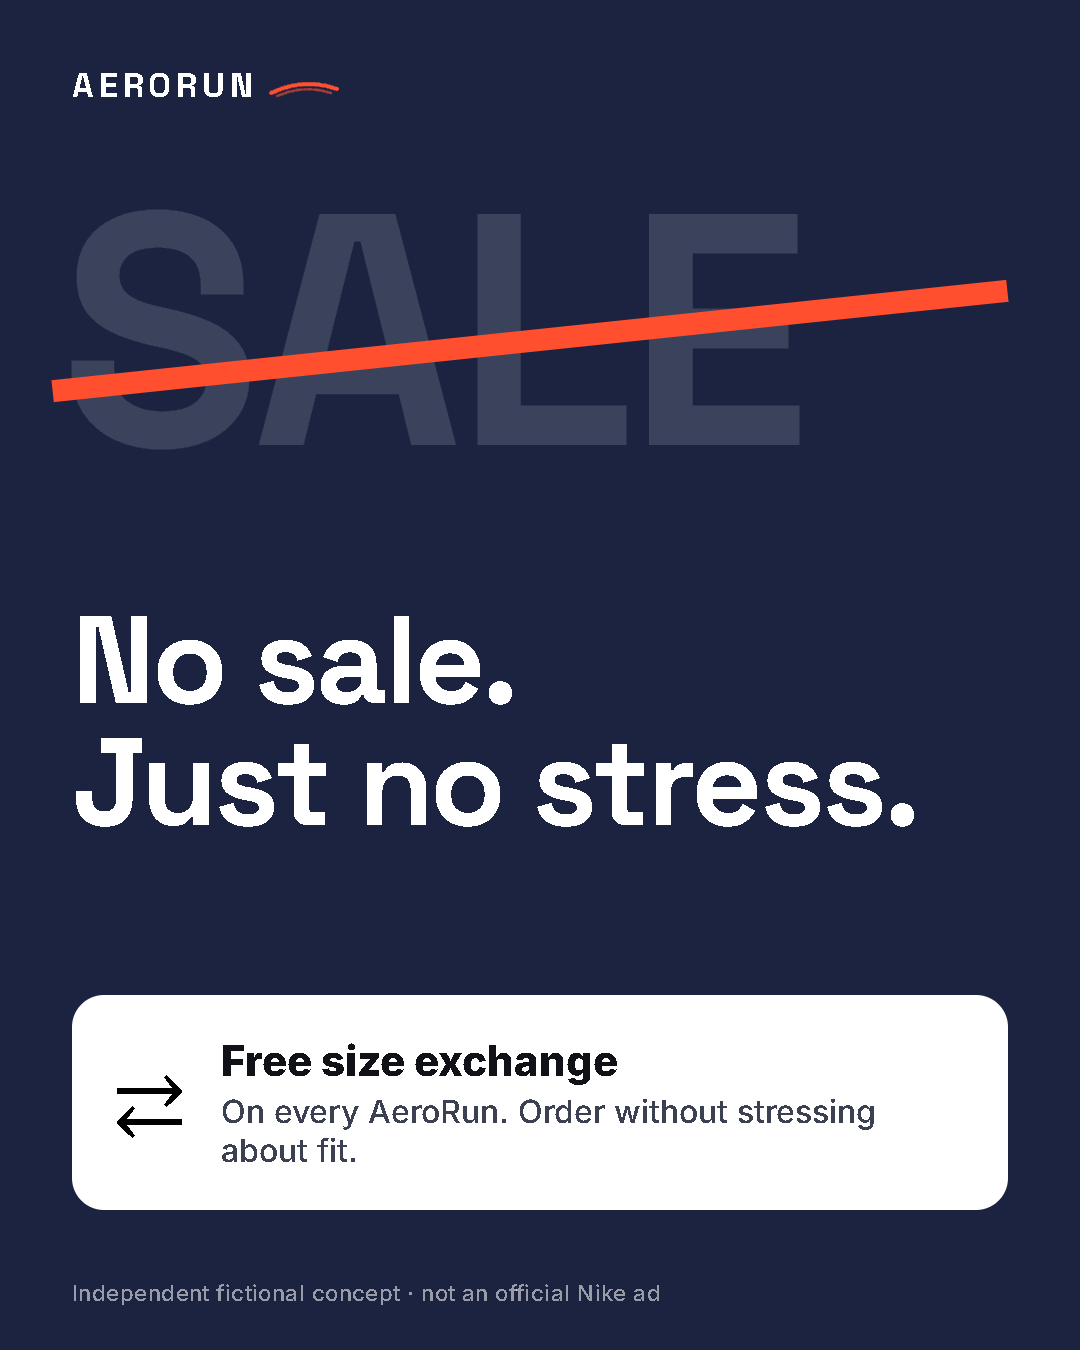 AERORUN
SALE
No sale.
Just no stress.
Free size exchange
On every AeroRun. Order without stressing
about fit.
Independent fictional concept · not an official Nike ad